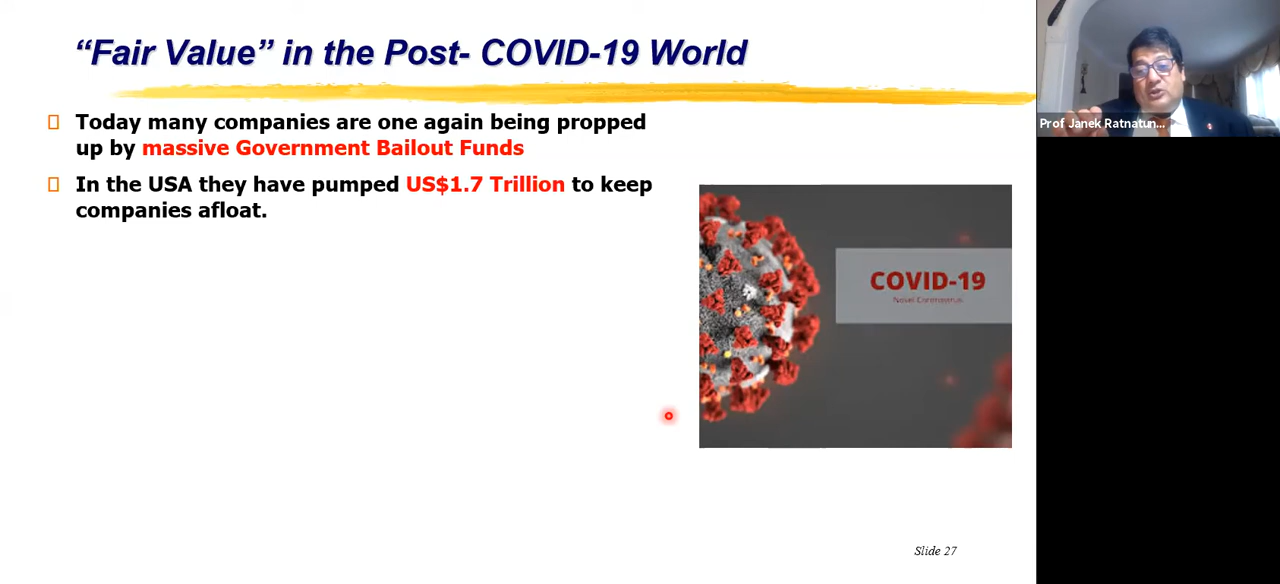 “Fair Value” in the Post- COVID-19 World
Today many companies are one again being propped
up by massive Government Bailout Funds
In the USA they have pumped US$1.7 Trillion to keep
companies afloat.
COVID-19
Novel Coronavirus
Slide 27
Prof Janek Ratnatun...